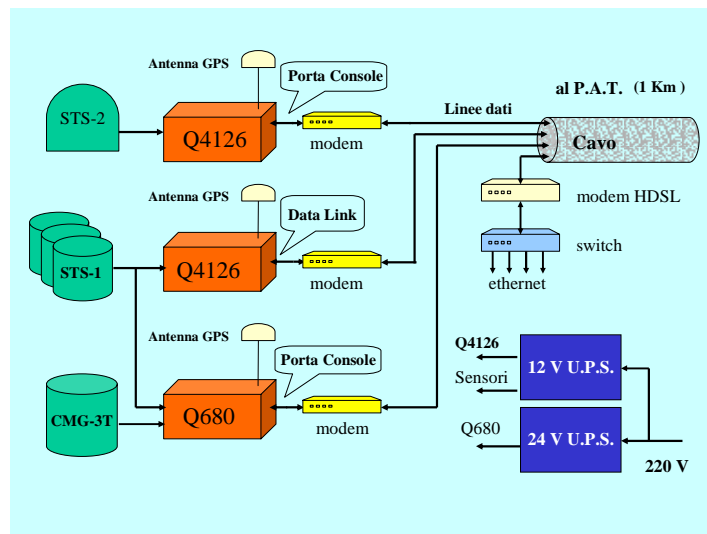 Antenna GPS
Porta Console
al P.A.T. (1 Km )
STS-2
Q4126
modem
Linee dati
Cavo
Antenna GPS
Data Link
modem HDSL
STS-1
Q4126
modem
switch
ethernet
Antenna GPS
Porta Console
CMG-3T
Q680
modem
Q4126
Sensori
12 V U.P.S.
Q680
24 V U.P.S.
220 V